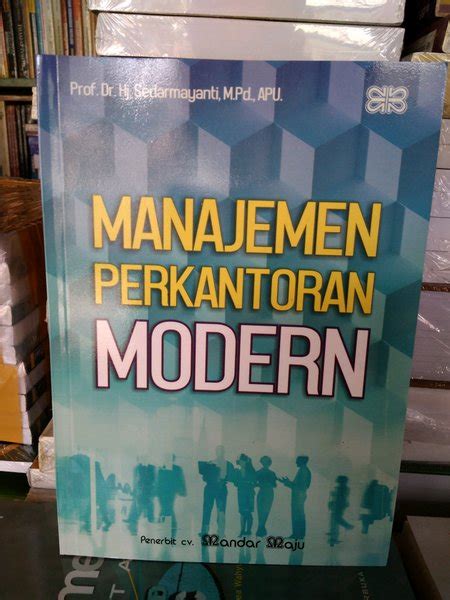 Prof. Dr. Hj. Sedarmayanti, M.Pd., APU.
MANAJEMEN
PERKANTORAN
MODERN
Penerbit cv. Mandar Maju